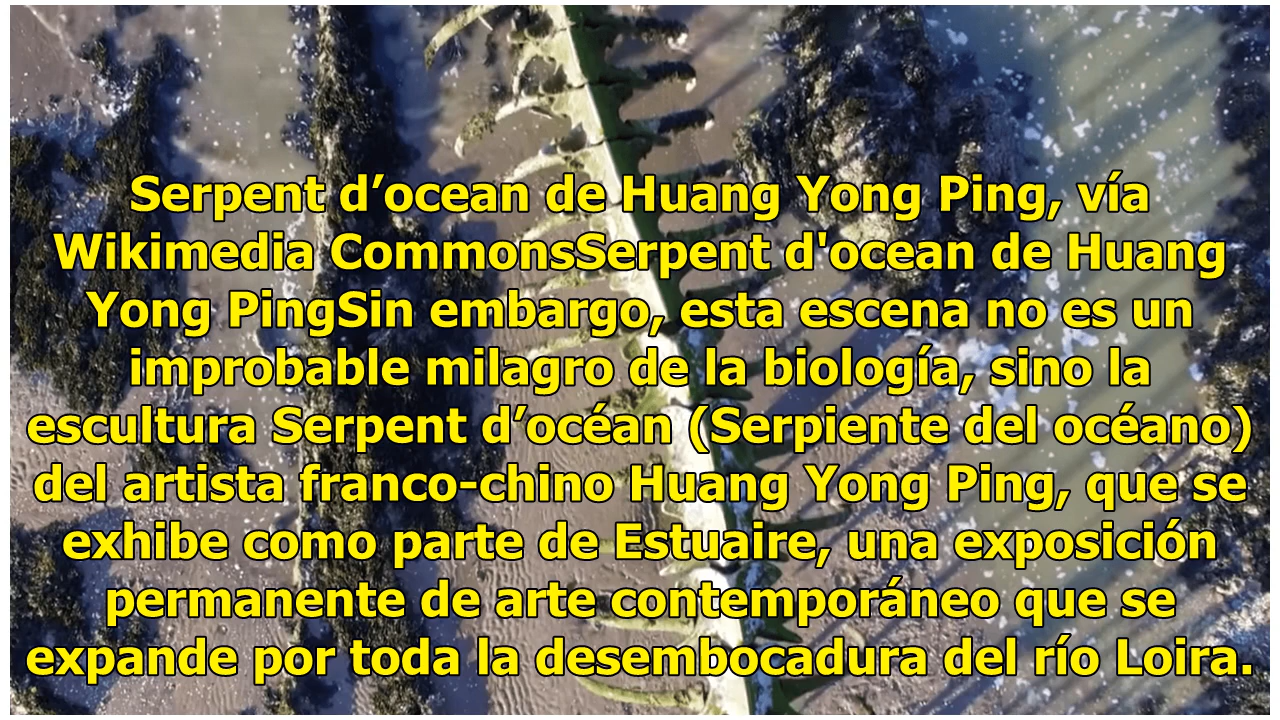 Serpent d’ocean de Huang Yong Ping, vía
Wikimedia CommonsSerpent d'ocean de Huang
Yong PingSin embargo, esta escena no es un
improbable milagro de la biología, sino la
escultura Serpent d’océan (Serpiente del océano)
del artista franco-chino Huang Yong Ping, que se
exhibe como parte de Estuaire, una exposición
permanente de arte contemporáneo que se
expande por toda la desembocadura del río Loira.